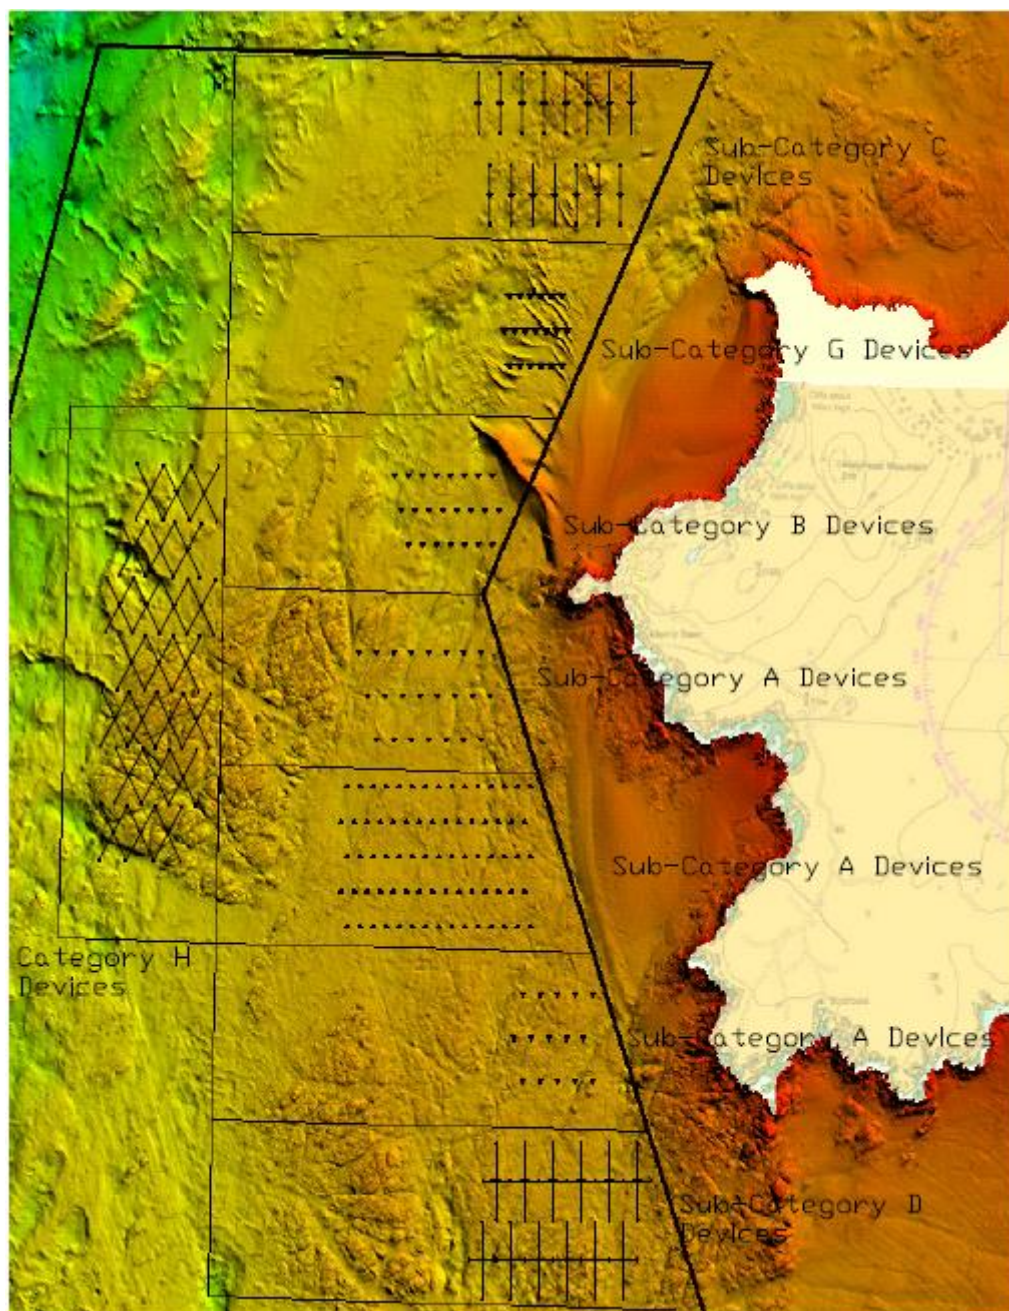 Sub-Category C
Devices
Sub-Category G Devices
Sub-Category B Devices
Sub-Category A Devices
Sub-Category A Devices
Category H
Devices
Sub-Category A Devices
Sub-Category D
Devices